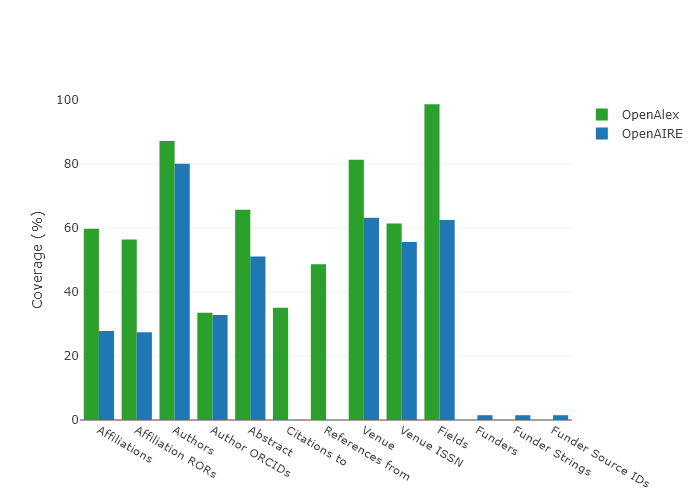 100
80
60
40
20
0
Coverage (%)
Affiliations
Affiliation RORs
Authors
Author ORCIDs
Abstract
Citations to
References from
Venue
Venue ISSN
Fields
Funders
Funder Strings
Funder Source IDs
OpenAlex
OpenAIRE